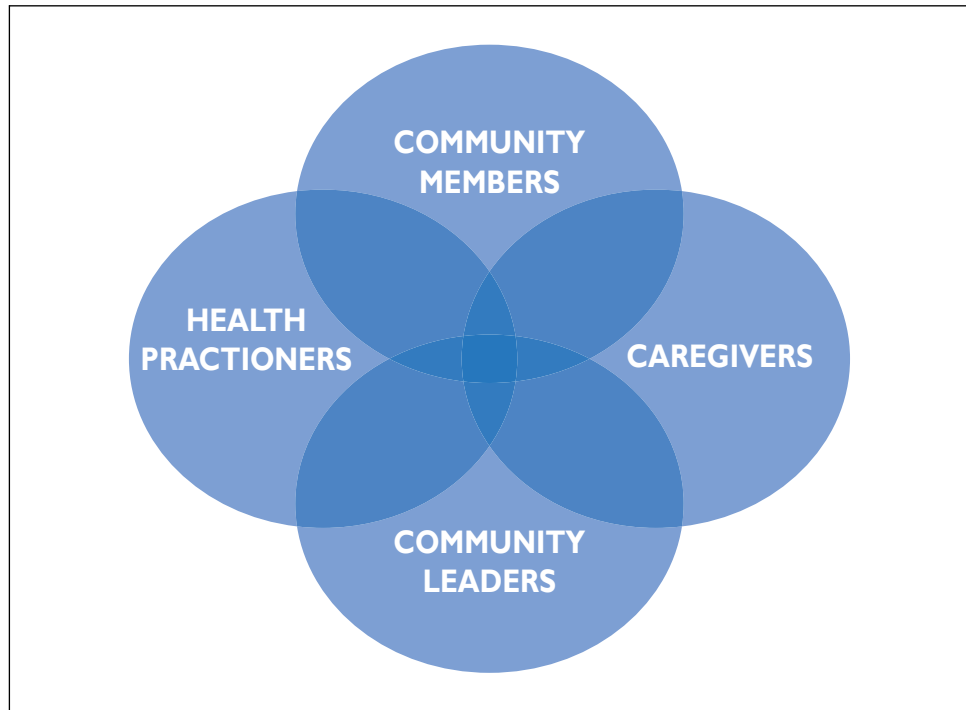 COMMUNITY
MEMBERS
HEALTH
PRACTIONERS
CAREGIVERS
COMMUNITY
LEADERS